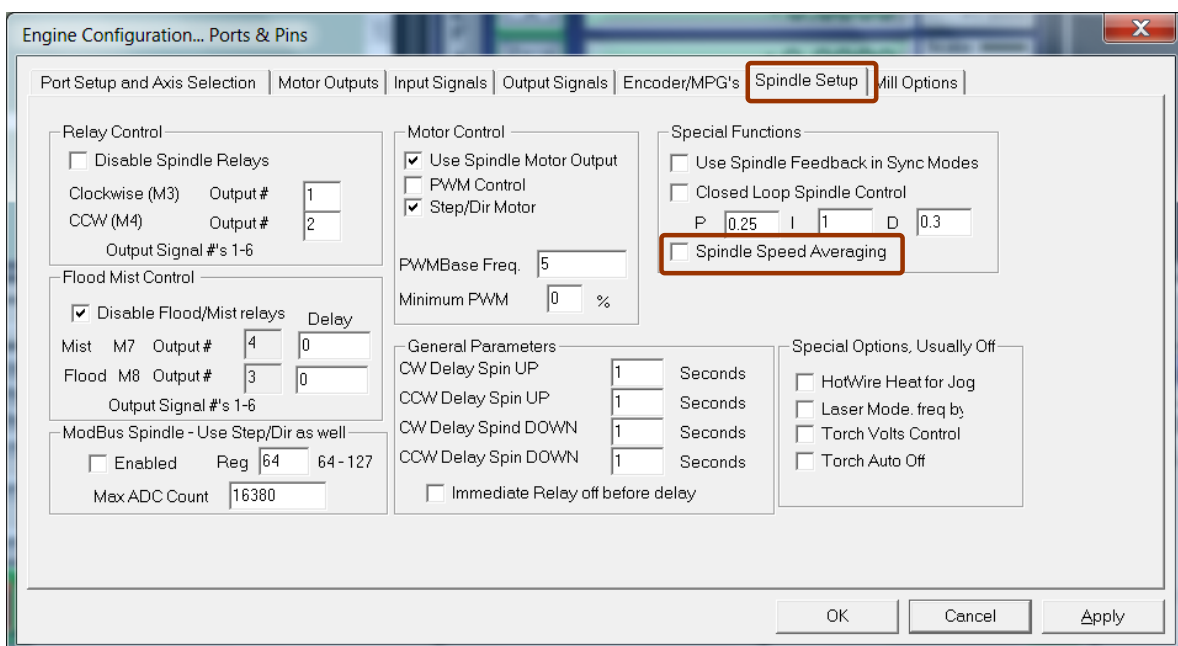 Engine Configuration... Ports & Pins
X
Port Setup and Axis Selection Motor Outputs Input Signals Output Signals Encoder/MPG's Spindle Setup Mill Options
Relay Control
Disable Spindle Relays
Clockwise (M3) Output # 1
CCW (M4) Output # 2
Output Signal #'s 1-6
Flood Mist Control
Disable Flood/Mist relays Delay
Mist M7 Output # 4 0
Flood M8 Output # 3 0
Output Signal #'s 1-6
ModBus Spindle - Use Step/Dir as well
Enabled Reg 64 64 - 127
Max ADC Count 16380
Motor Control
Use Spindle Motor Output
PWM Control
Step/Dir Motor
PWMBase Freq. 5
Minimum PWM 0 %
General Parameters
CW Delay Spin UP 1 Seconds
CCW Delay Spin UP 1 Seconds
CW Delay Spind DOWN 1 Seconds
CCW Delay Spin DOWN 1 Seconds
Immediate Relay off before delay
Special Functions
Use Spindle Feedback in Sync Modes
Closed Loop Spindle Control
P 0.25 I 1 D 0.3
Spindle Speed Averaging
Special Options, Usually Off
HotWire Heat for Jog
Laser Mode. freq by
Torch Volts Control
Torch Auto Off
OK Cancel Apply